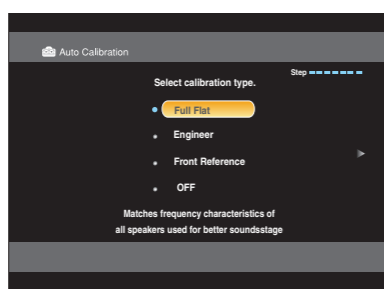 Auto Calibration
Step
Select calibration type.
Full Flat
Engineer
Front Reference
OFF
Matches frequency characteristics of
all speakers used for better soundsstage